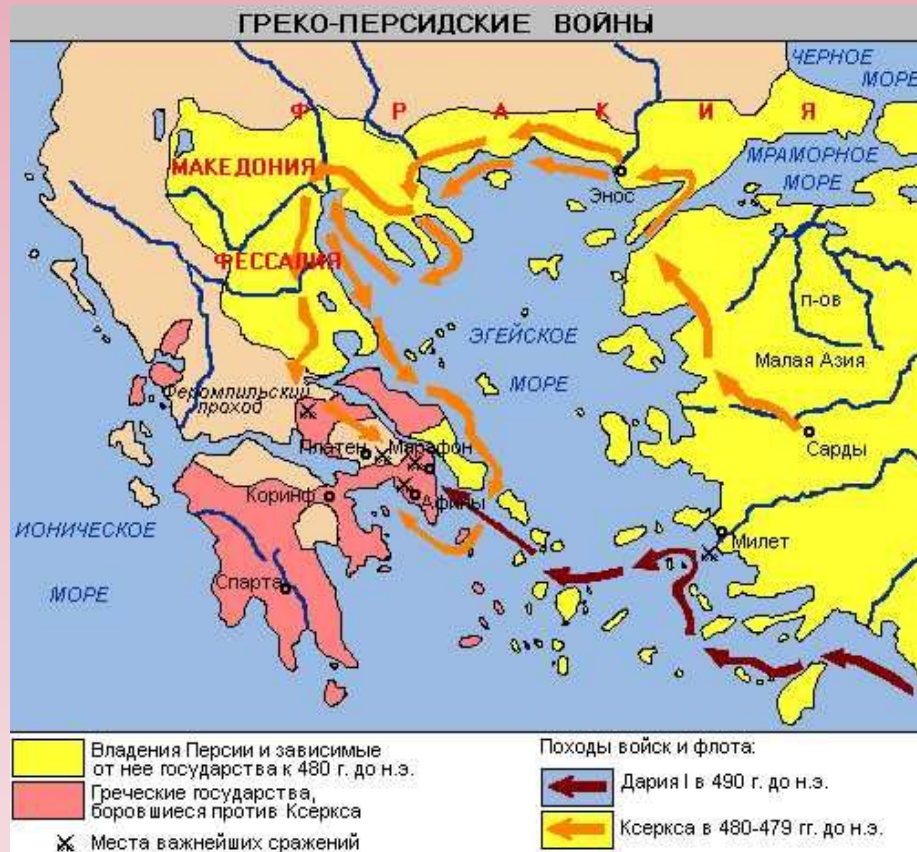 ГРЕКО-ПЕРСИДСКИЕ ВОЙНЫ
ЧЕРНОЕ
МОРЕ
Ф Р А К И Я
МРАМОРНОЕ
МОРЕ
МАКЕДОНИЯ
Энос
ФЕССАЛИЯ
п-ов
Малая Азия
ЭГЕЙСКОЕ
МОРЕ
Феромпильский
проход
Сарды
Платеи
Марафон
Коринф
Афины
ИОНИЧЕСКОЕ
МОРЕ
Милет
Спарта
Владения Персии и зависимые
от нее государства к 480 г. до н.э.
Греческие государства,
боровшиеся против Ксеркса
Места важнейших сражений
Походы войск и флота:
Дария I в 490 г. до н.э.
Ксеркса в 480-479 гг. до н.э.